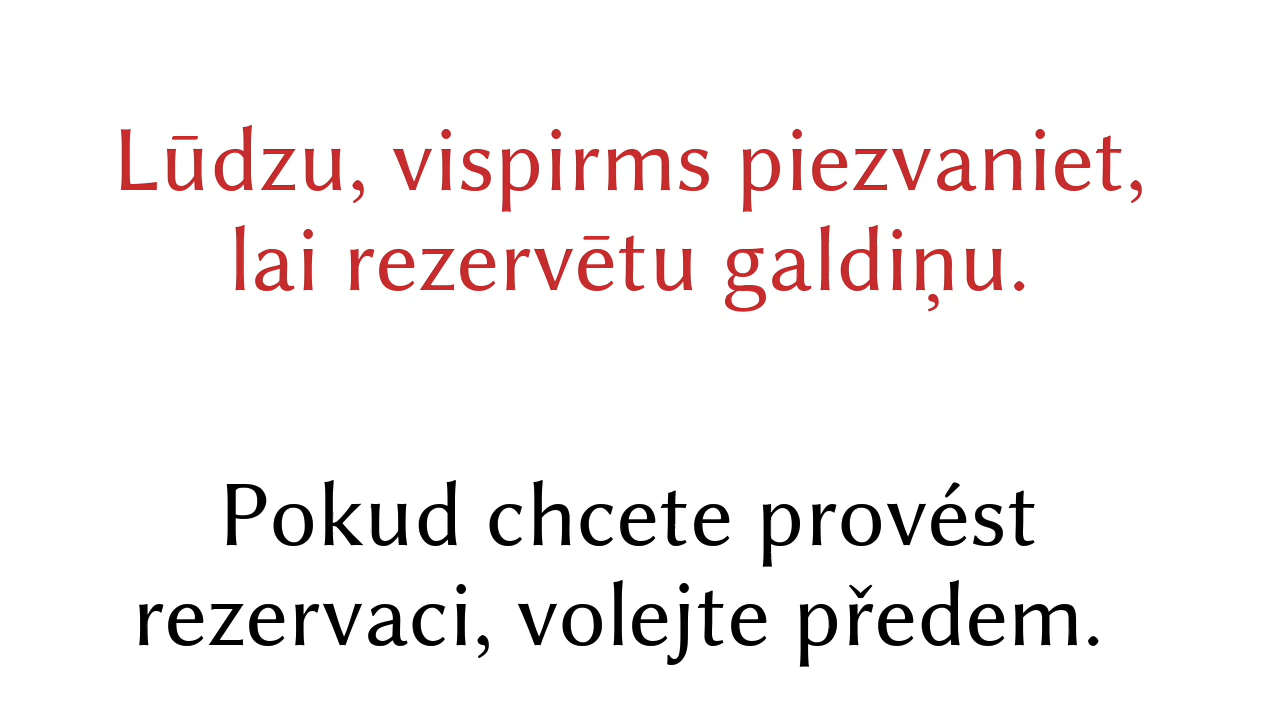 Lūdzu, vispirms piezvaniet,
lai rezervētu galdiņu.
Pokud chcete provést
rezervaci, volejte předem.